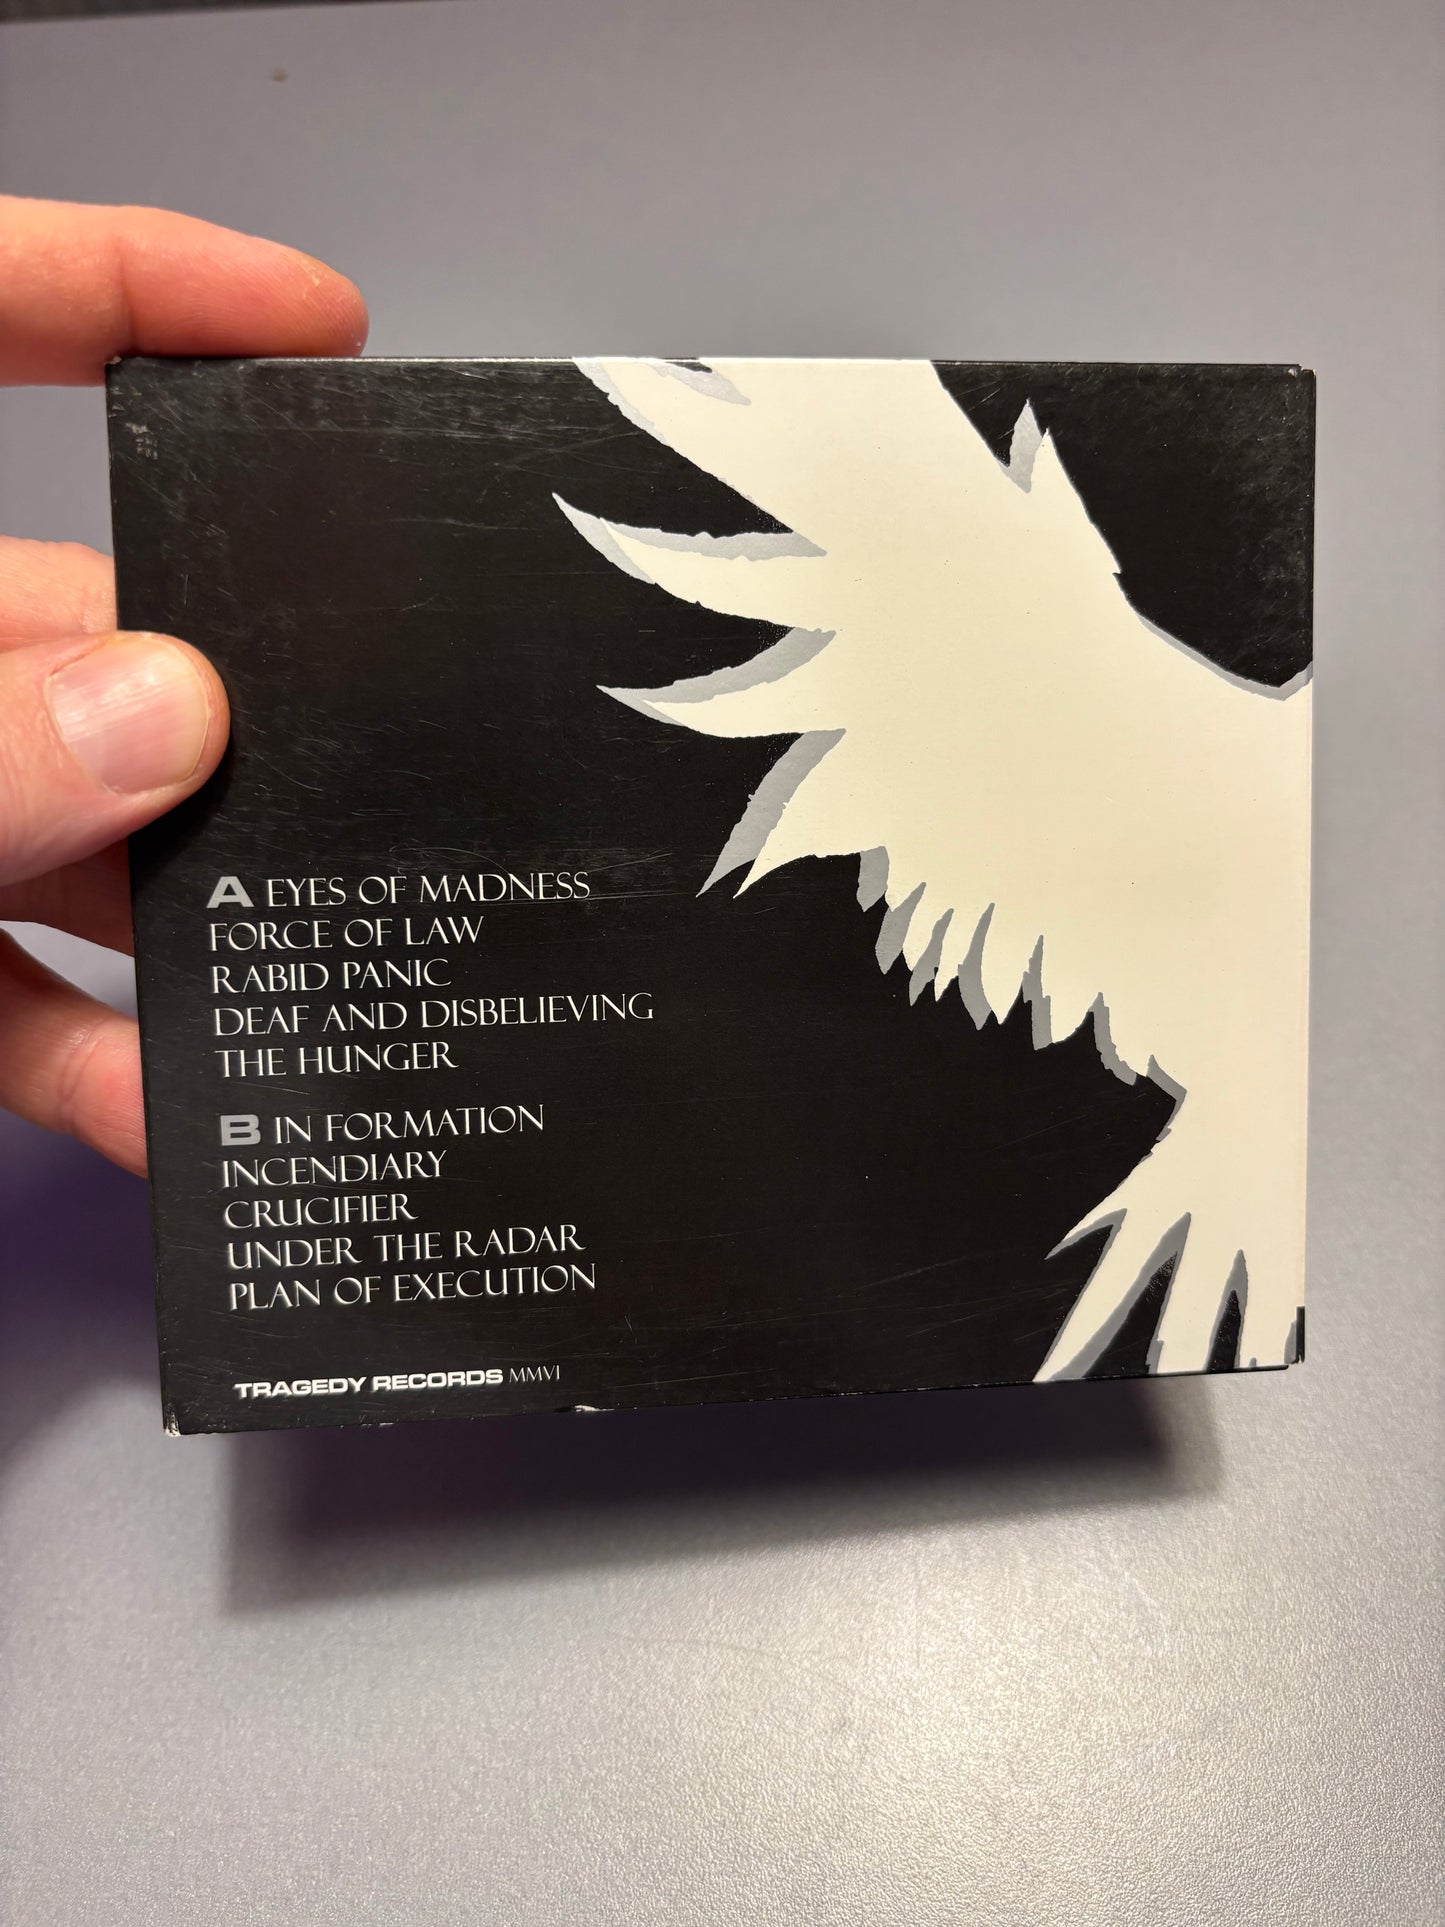 A EYES OF MADNESS
FORCE OF LAW
RABID PANIC
DEAF AND DISBELIEVING
THE HUNGER
B IN FORMATION
INCENDIARY
CRUCIFIER
UNDER THE RADAR
PLAN OF EXECUTION
TRAGEDY RECORDS MMVI